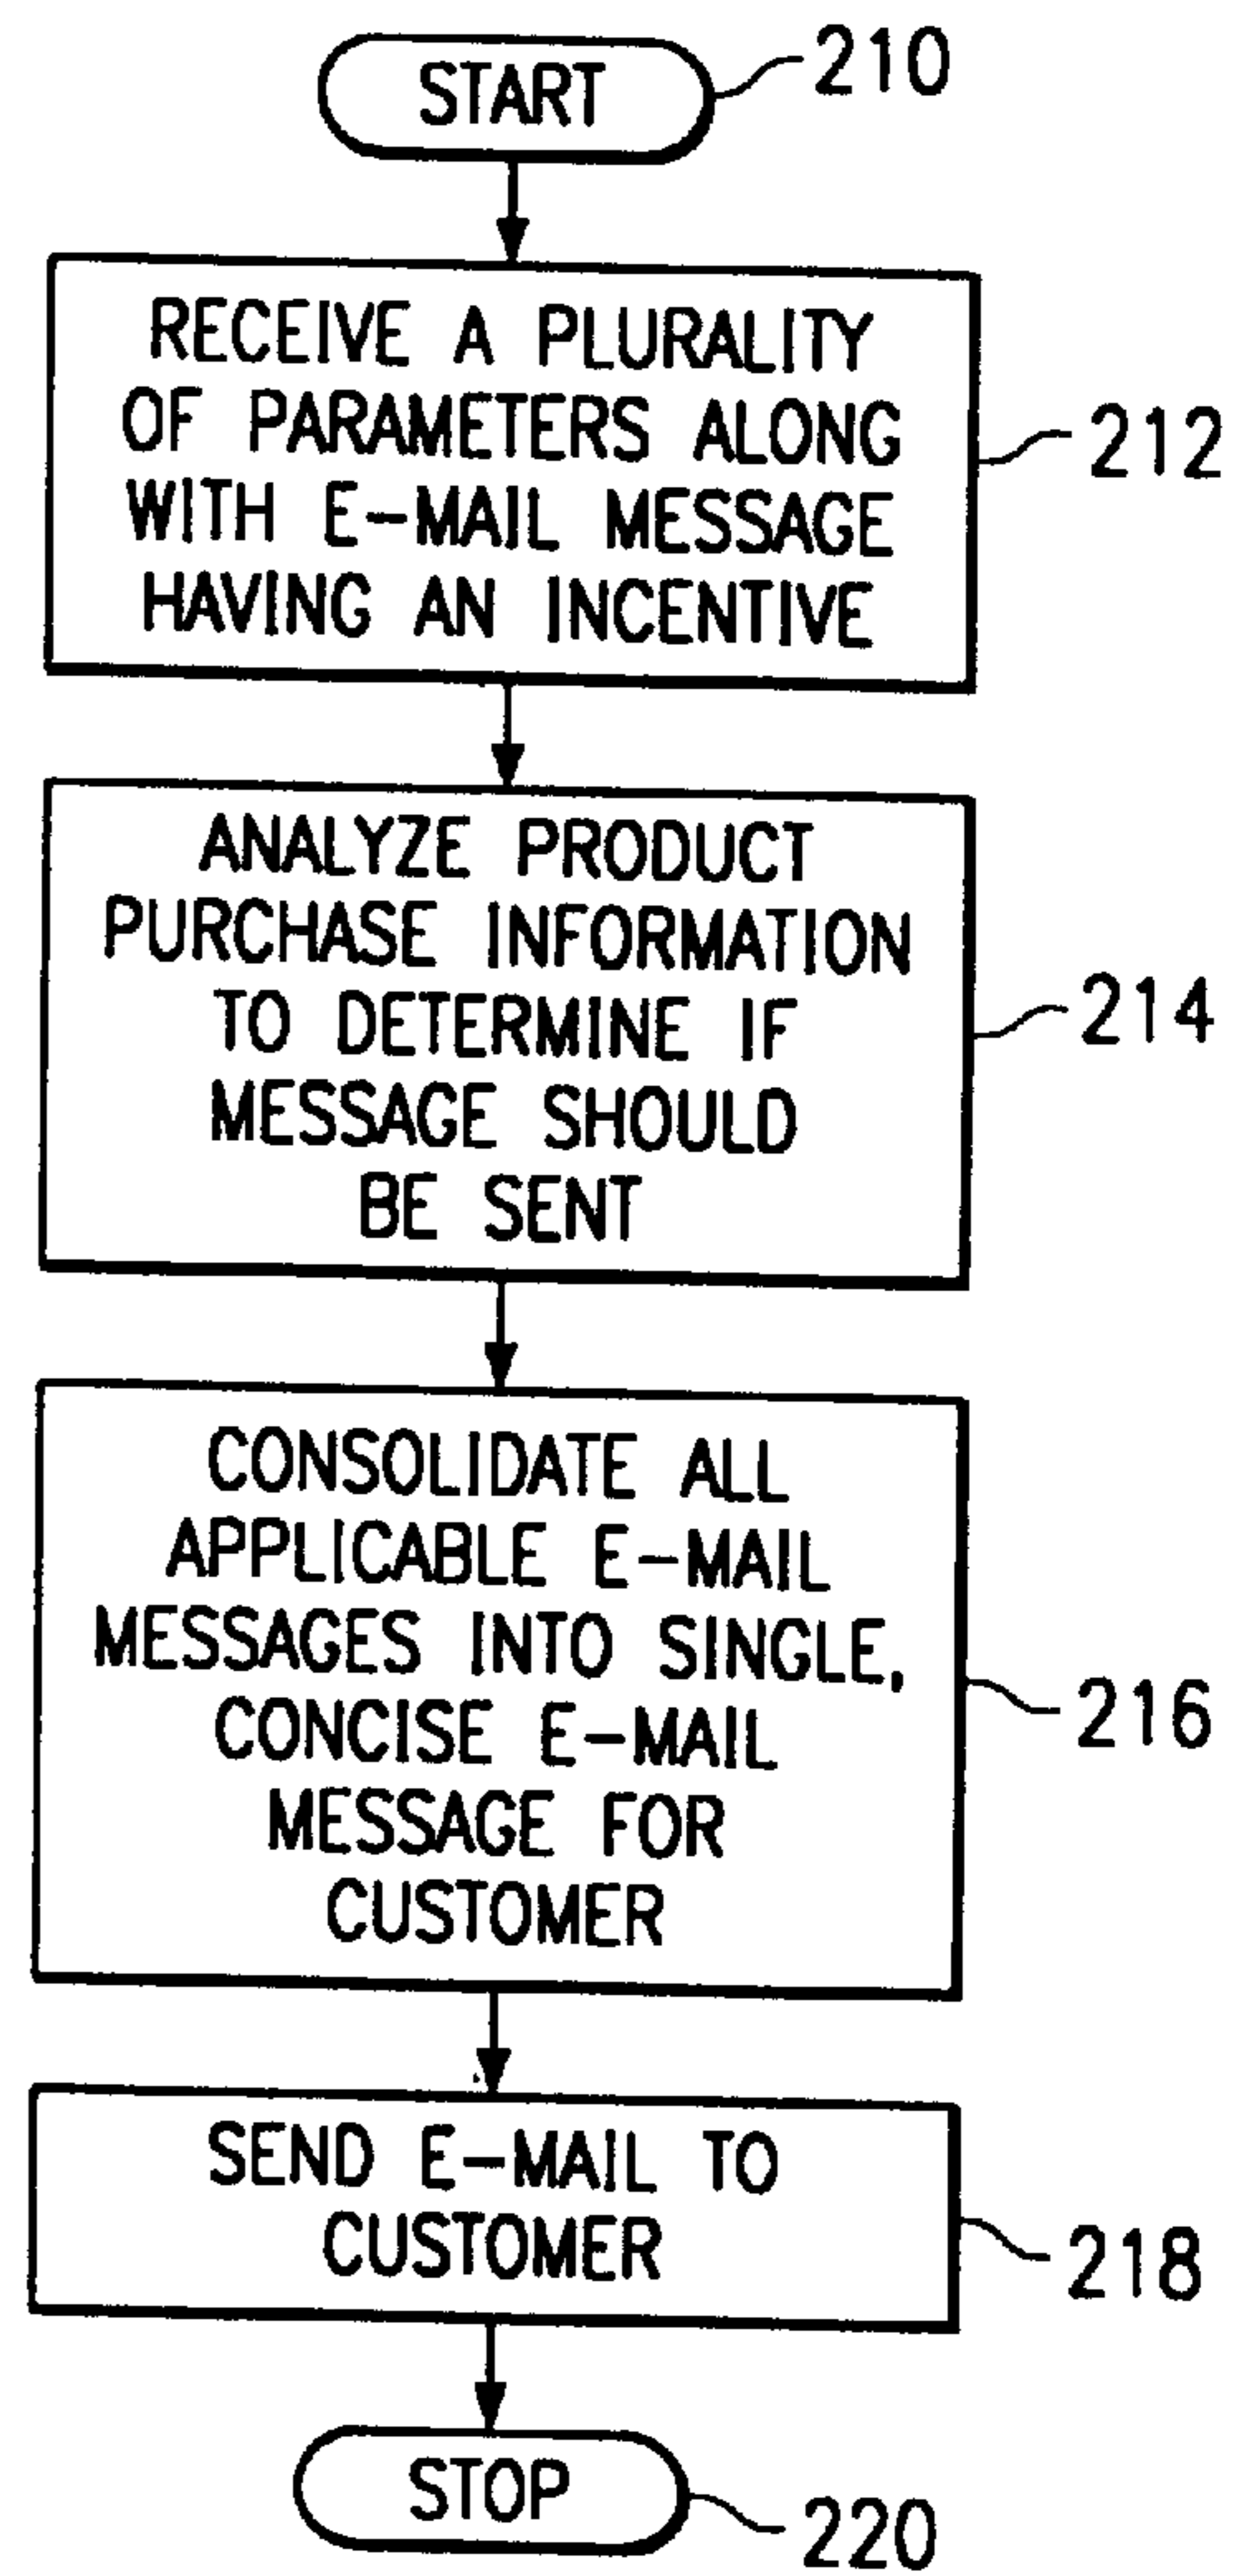 START
210
RECEIVE A PLURALITY
OF PARAMETERS ALONG
WITH E-MAIL MESSAGE
HAVING AN INCENTIVE
212
ANALYZE PRODUCT
PURCHASE INFORMATION
TO DETERMINE IF
MESSAGE SHOULD
BE SENT
214
CONSOLIDATE ALL
APPLICABLE E-MAIL
MESSAGES INTO SINGLE,
CONCISE E-MAIL
MESSAGE FOR
CUSTOMER
216
SEND E-MAIL TO
CUSTOMER
218
STOP
220